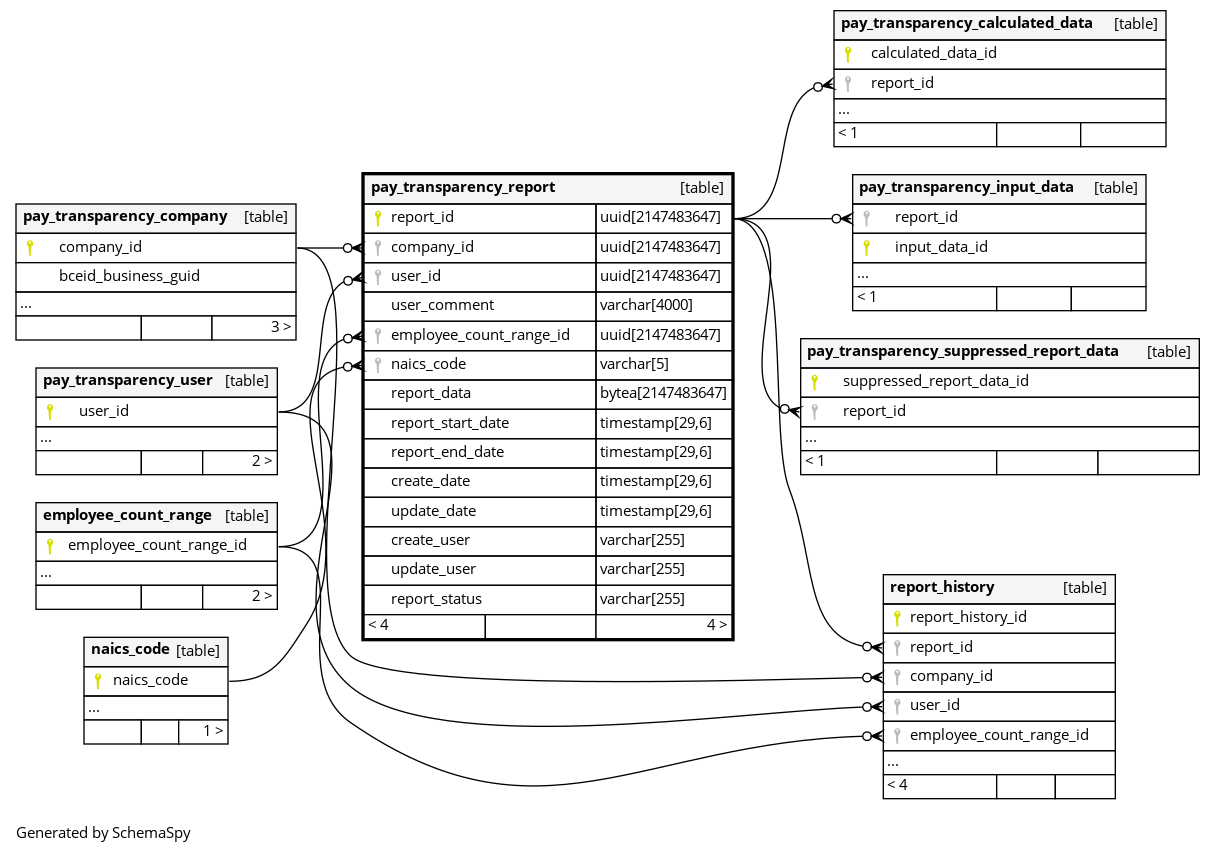 pay_transparency_calculated_data [table]
calculated_data_id
report_id
...
< 1
pay_transparency_report [table]
report_id uuid[2147483647]
company_id uuid[2147483647]
user_id uuid[2147483647]
user_comment varchar[4000]
employee_count_range_id uuid[2147483647]
naics_code varchar[5]
report_data bytea[2147483647]
report_start_date timestamp[29,6]
report_end_date timestamp[29,6]
create_date timestamp[29,6]
update_date timestamp[29,6]
create_user varchar[255]
update_user varchar[255]
report_status varchar[255]
< 4 4 >
pay_transparency_input_data [table]
report_id
input_data_id
...
< 1
pay_transparency_company [table]
company_id
bceid_business_guid
...
3 >
pay_transparency_suppressed_report_data [table]
suppressed_report_data_id
report_id
...
< 1
pay_transparency_user [table]
user_id
...
2 >
employee_count_range [table]
employee_count_range_id
...
2 >
report_history [table]
report_history_id
report_id
company_id
user_id
employee_count_range_id
...
< 4
naics_code [table]
naics_code
...
1 >
Generated by SchemaSpy